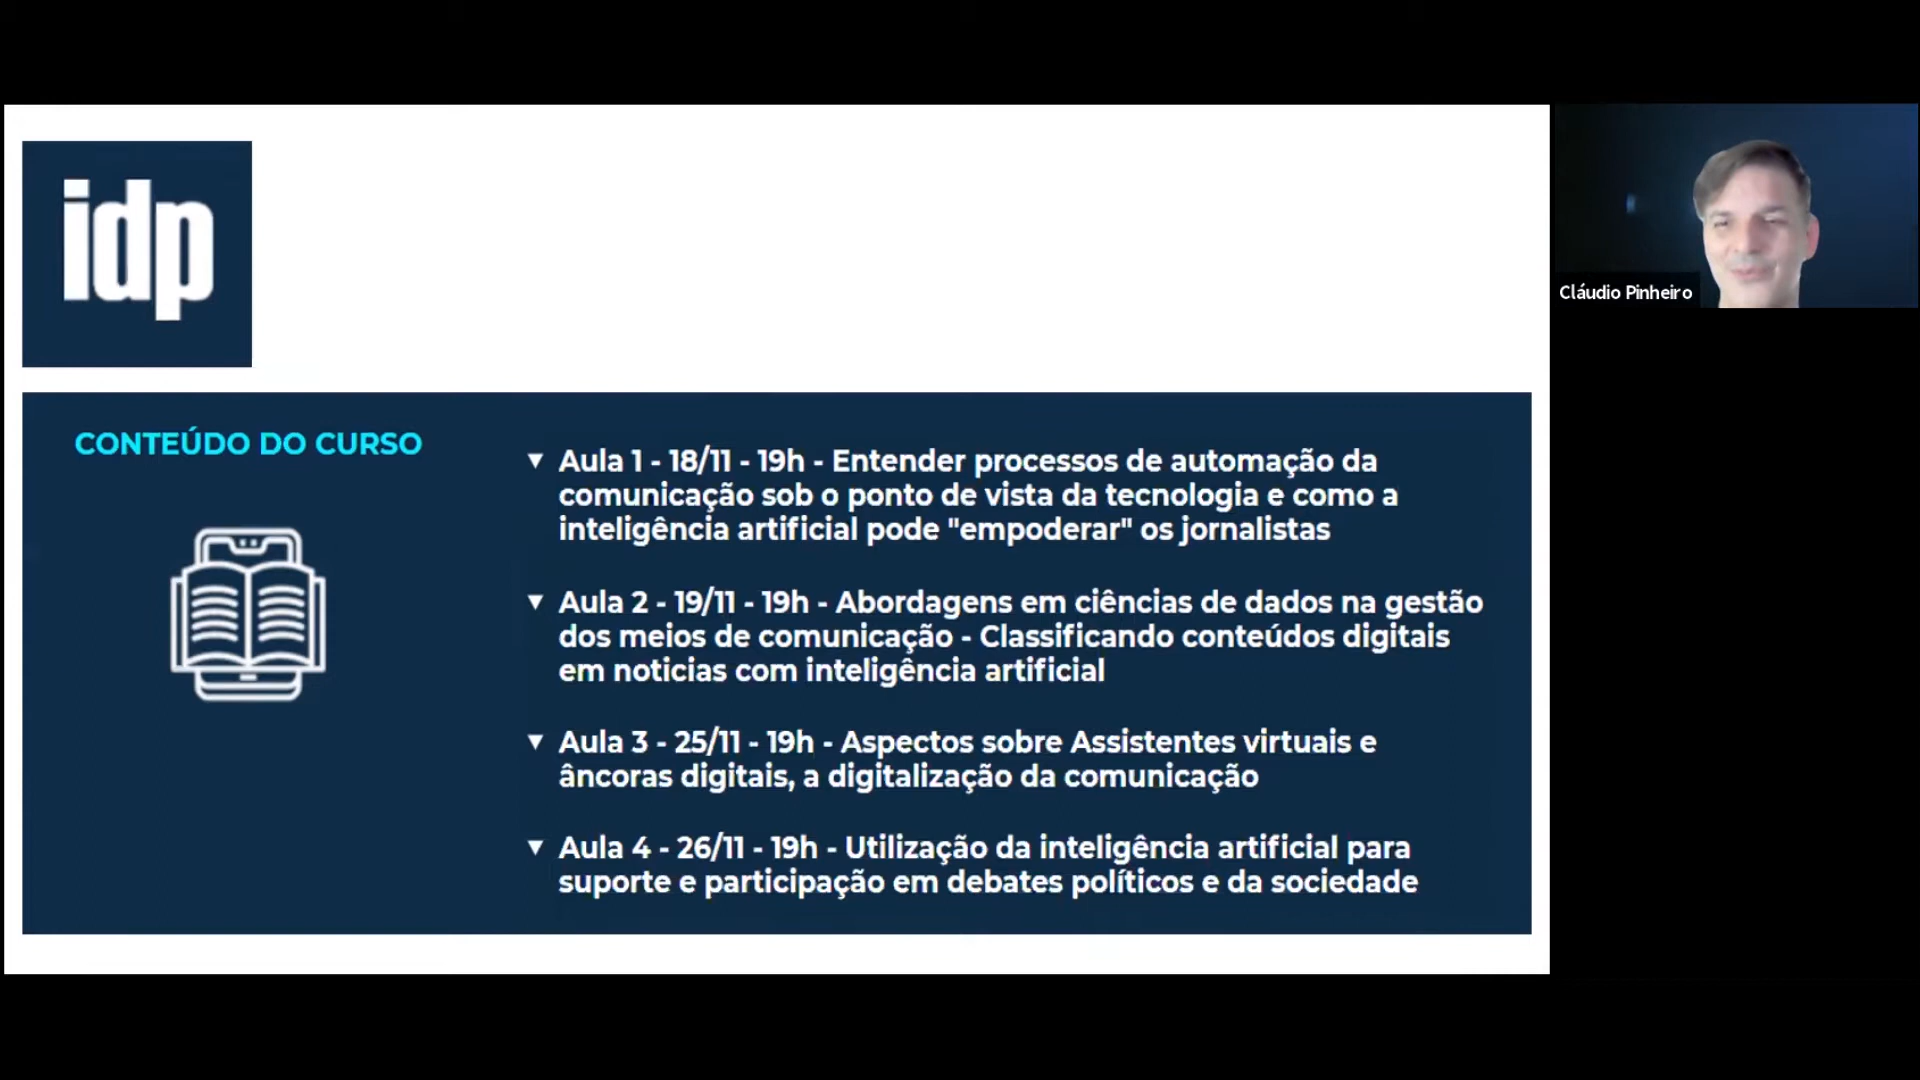 idp
CONTEÚDO DO CURSO
▼ Aula 1 - 18/11 - 19h - Entender processos de automação da
comunicação sob o ponto de vista da tecnologia e como a
inteligência artificial pode "empoderar" os jornalistas
▼ Aula 2 - 19/11 - 19h - Abordagens em ciências de dados na gestão
dos meios de comunicação - Classificando conteúdos digitais
em noticias com inteligência artificial
▼ Aula 3 - 25/11 - 19h - Aspectos sobre Assistentes virtuais e
âncoras digitais, a digitalização da comunicação
▼ Aula 4 - 26/11 - 19h - Utilização da inteligência artificial para
suporte e participação em debates políticos e da sociedade
Cláudio Pinheiro